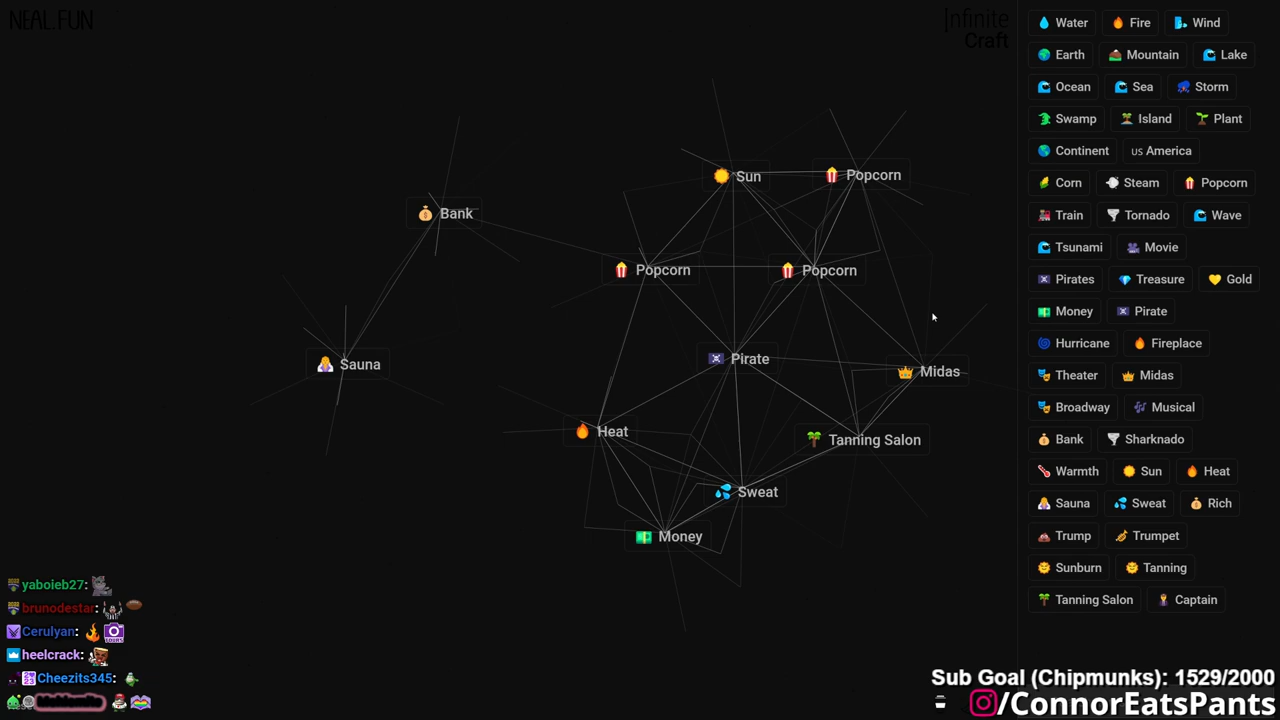 NEAL.FUN
Infinite
Craft
Water Fire Wind
Earth Mountain Lake
Ocean Sea Storm
Swamp Island Plant
Continent US America
Corn Steam Popcorn
Train Tornado Wave
Tsunami Movie
Pirates Treasure Gold
Money Pirate
Hurricane Fireplace
Theater Midas
Broadway Musical
Bank Sharknado
Warmth Sun Heat
Sauna Sweat Rich
Trump Trumpet
Sunburn Tanning
Tanning Salon Captain
Sun Popcorn
Bank
Popcorn Popcorn
Pirate
Sauna
Midas
Heat
Tanning Salon
Sweat
Money
yaboieb27:
brunodestar:
Cerulyan:
heelcrack:
Cheezits345:
Sub Goal (Chipmunks): 1529/2000
/ConnorEatsPants